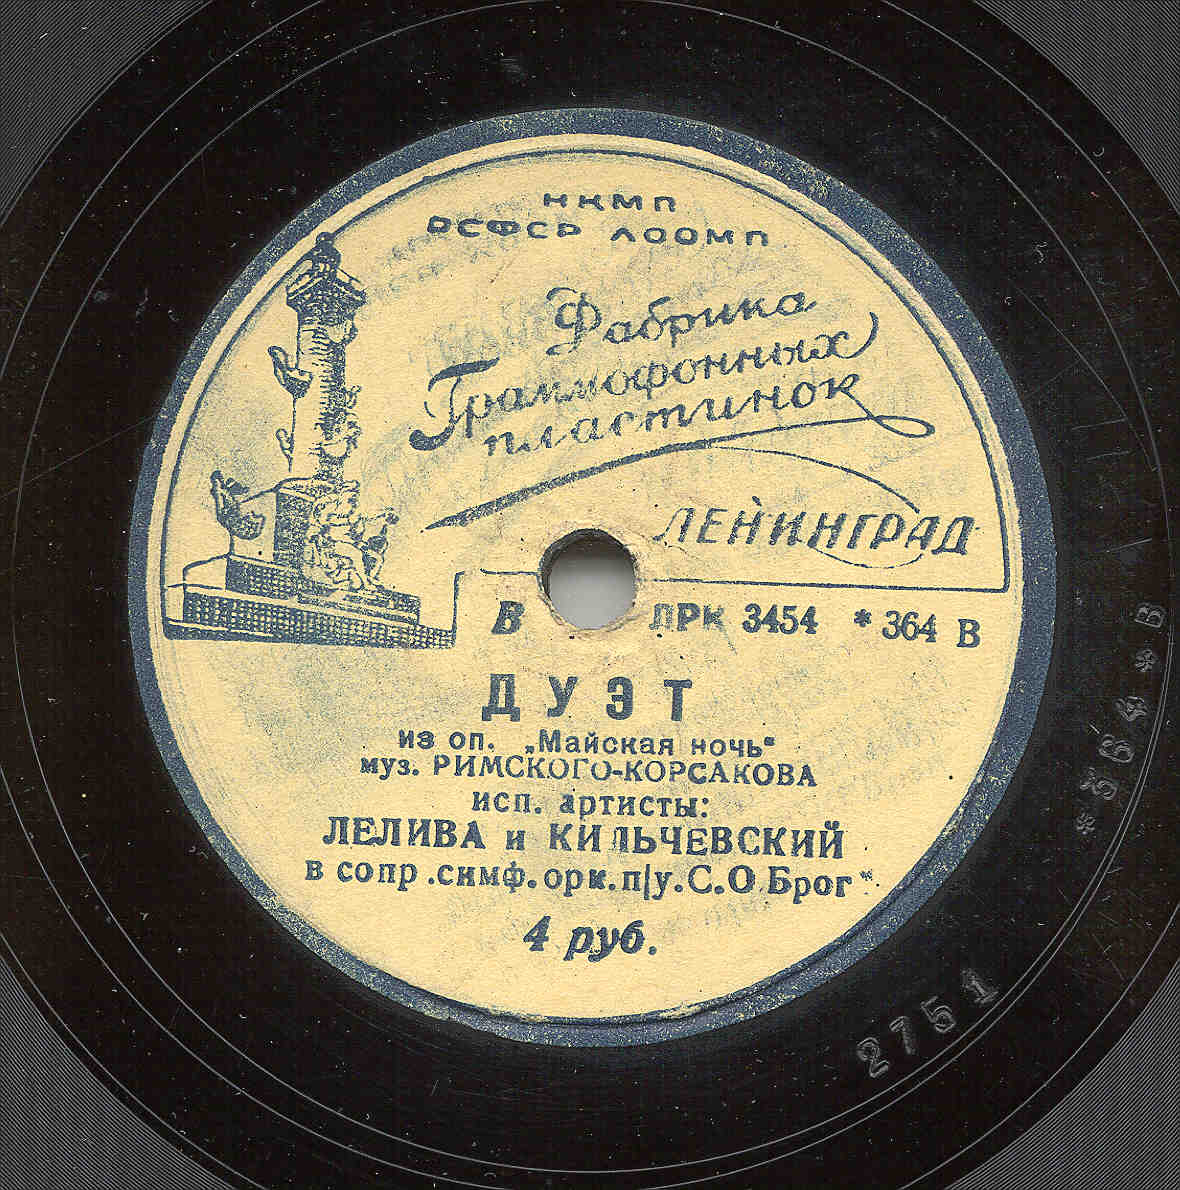 НКМП
РСФСР ЛООМП
Фабрика
Граммофонных
пластинок
ЛЕНИНГРАД
В ПРК 3454 * 364 В
ДУЭТ
из оп. „Майская ночь"
муз. РИМСКОГО-КОРСАКОВА
исп. артисты:
ЛЕЛИВА и КИЛЬЧЕВСКИЙ
в сопр. симф. орк. п/у. С. О. Брог
4 руб.
*364*В
2751